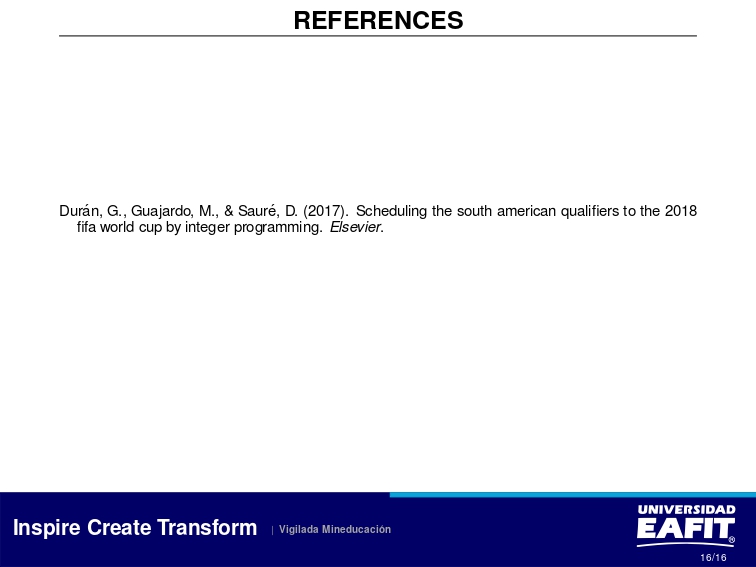 REFERENCES
Durán, G., Guajardo, M., & Sauré, D. (2017). Scheduling the south american qualifiers to the 2018
fifa world cup by integer programming. Elsevier.
Inspire Create Transform | Vigilada Mineducación
UNIVERSIDAD
EAFIT®
16/16